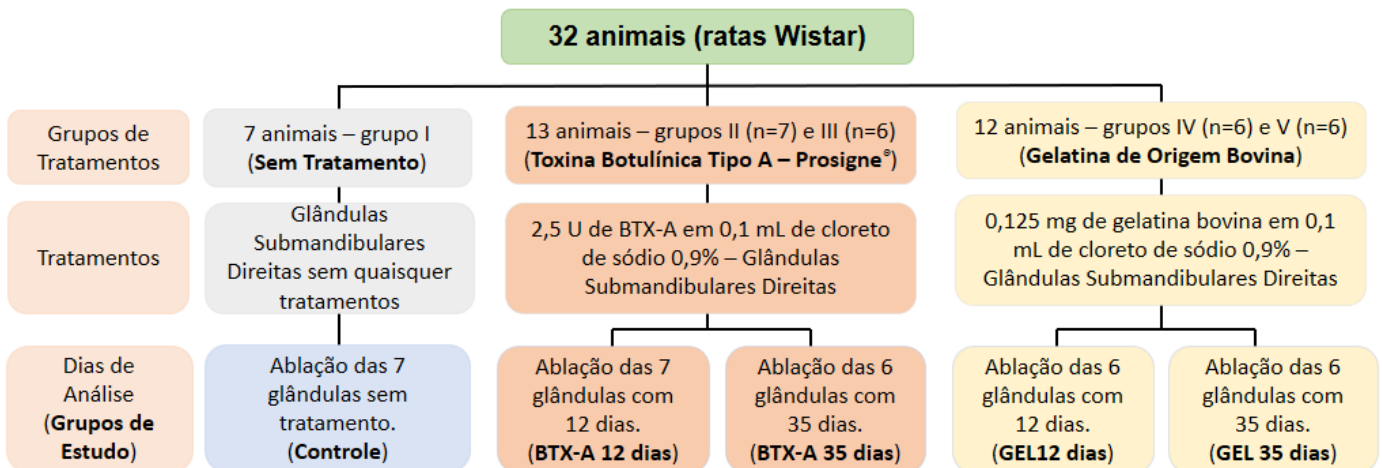 32 animais (ratas Wistar)
Grupos de
Tratamentos
7 animais – grupo I
(Sem Tratamento)
13 animais – grupos II (n=7) e III (n=6)
(Toxina Botulínica Tipo A – Prosigne®)
12 animais – grupos IV (n=6) e V (n=6)
(Gelatina de Origem Bovina)
Tratamentos
Glândulas
Submandibulares
Direitas sem quaisquer
tratamentos
2,5 U de BTX-A em 0,1 mL de cloreto
de sódio 0,9% – Glândulas
Submandibulares Direitas
0,125 mg de gelatina bovina em 0,1
mL de cloreto de sódio 0,9% –
Glândulas Submandibulares Direitas
Dias de
Análise
(Grupos de
Estudo)
Ablação das 7
glândulas sem
tratamento.
(Controle)
Ablação das 7
glândulas com
12 dias.
(BTX-A 12 dias)
Ablação das 6
glândulas com
35 dias.
(BTX-A 35 dias)
Ablação das 6
glândulas com
12 dias.
(GEL12 dias)
Ablação das 6
glândulas com
35 dias.
(GEL 35 dias)